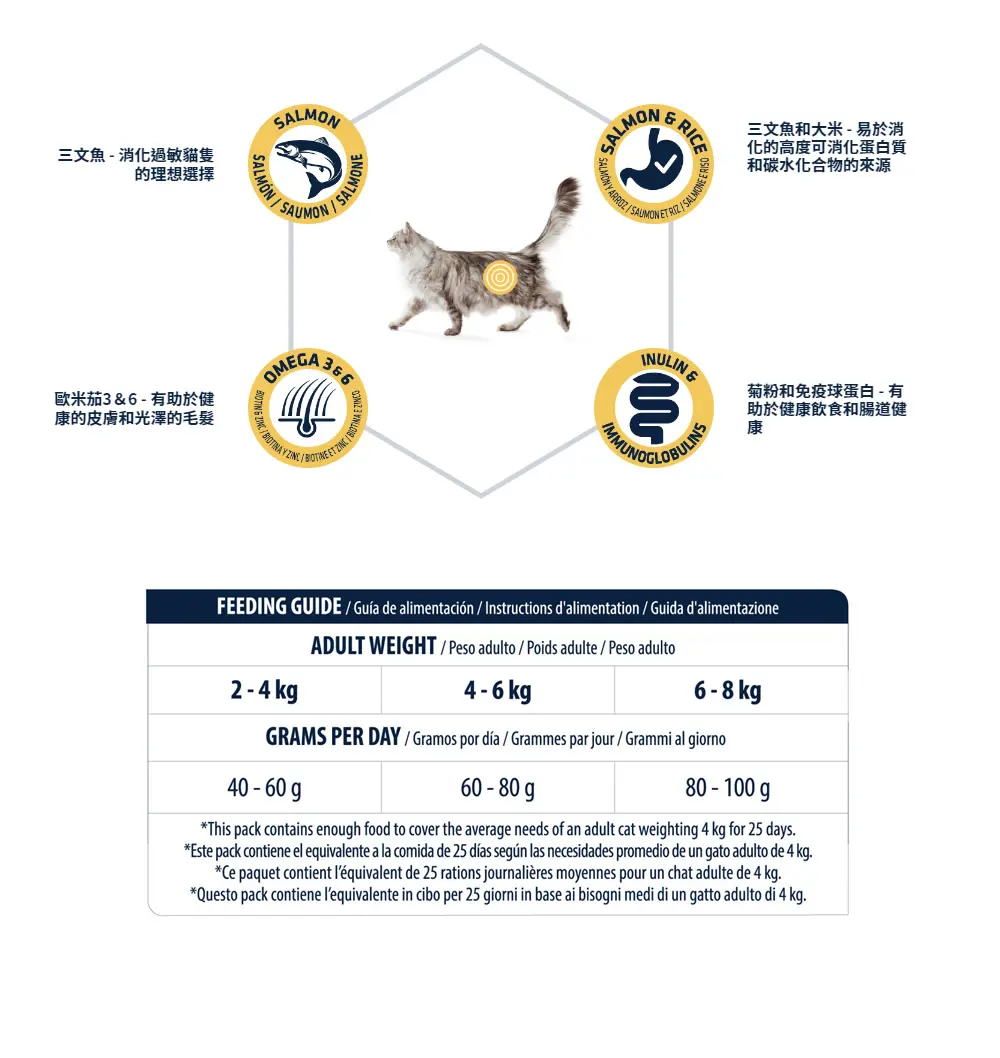 SALMON
SALMÓN / SAUMON / SALMONE
三文魚 - 消化過敏貓隻
的理想選擇
SALMON & RICE
SALMÓN Y ARROZ / SAUMON ET RIZ / SALMONE E RISO
三文魚和大米 - 易於消
化的高度可消化蛋白質
和碳水化合物的來源
OMEGA 3 & 6
BIOTIN & ZINC / BIOTINA Y ZINC / BIOTINE ET ZINC / BIOTINA E ZINCO
歐米茄3＆6 - 有助於健
康的皮膚和光澤的毛髮
INULIN &
IMMUNOGLOBULINS
菊粉和免疫球蛋白 - 有
助於健康飲食和腸道健
康
FEEDING GUIDE / Guía de alimentación / Instructions d'alimentation / Guida d'alimentazione
ADULT WEIGHT / Peso adulto / Poids adulte / Peso adulto
2 - 4 kg 4 - 6 kg 6 - 8 kg
GRAMS PER DAY / Gramos por día / Grammes par jour / Grammi al giorno
40 - 60 g 60 - 80 g 80 - 100 g
*This pack contains enough food to cover the average needs of an adult cat weighting 4 kg for 25 days.
*Este pack contiene el equivalente a la comida de 25 días según las necesidades promedio de un gato adulto de 4 kg.
*Ce paquet contient l'équivalent de 25 rations journalières moyennes pour un chat adulte de 4 kg.
*Questo pack contiene l'equivalente in cibo per 25 giorni in base ai bisogni medi di un gatto adulto di 4 kg.